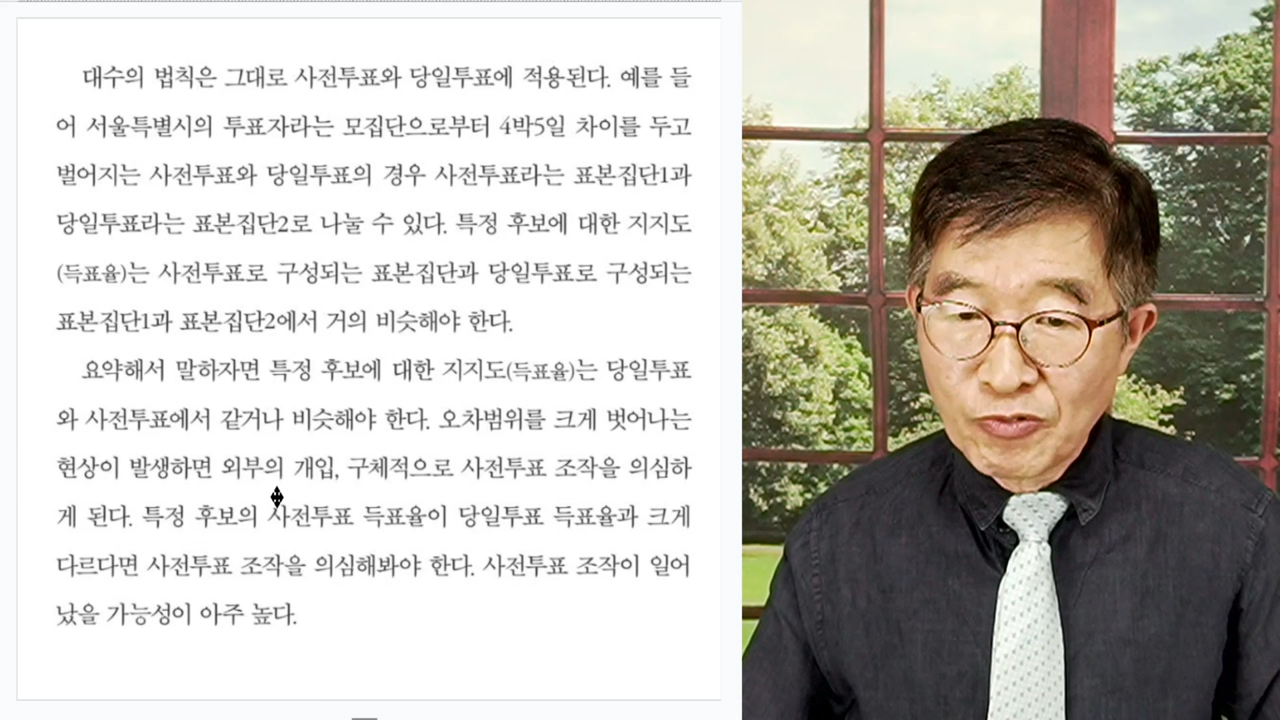 대수의 법칙은 그대로 사전투표와 당일투표에 적용된다. 예를 들
어 서울특별시의 투표자라는 모집단으로부터 4박5일 차이를 두고
벌어지는 사전투표와 당일투표의 경우 사전투표라는 표본집단1과
당일투표라는 표본집단2로 나눌 수 있다. 특정 후보에 대한 지지도
(득표율)는 사전투표로 구성되는 표본집단과 당일투표로 구성되는
표본집단1과 표본집단2에서 거의 비슷해야 한다.
요약해서 말하자면 특정 후보에 대한 지지도(득표율)는 당일투표
와 사전투표에서 같거나 비슷해야 한다. 오차범위를 크게 벗어나는
현상이 발생하면 외부의 개입, 구체적으로 사전투표 조작을 의심하
게 된다. 특정 후보의 사전투표 득표율이 당일투표 득표율과 크게
다르다면 사전투표 조작을 의심해봐야 한다. 사전투표 조작이 일어
났을 가능성이 아주 높다.